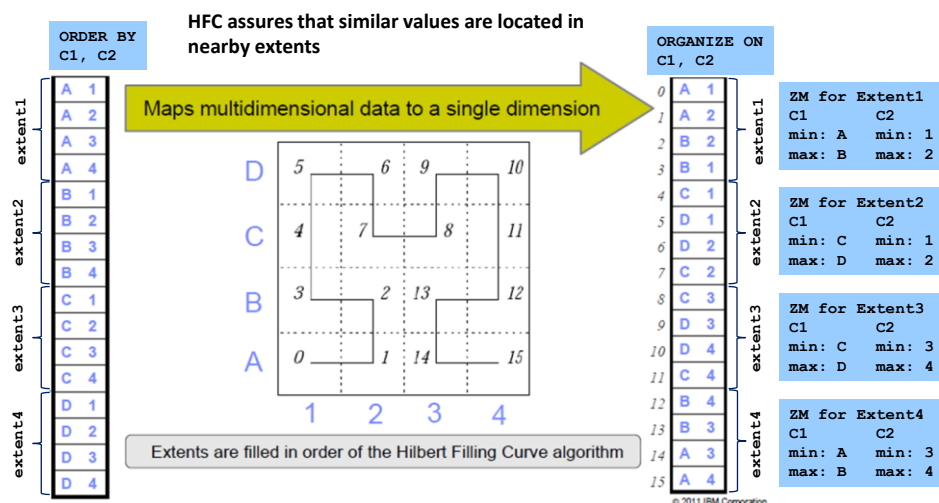 HFC assures that similar values are located in
nearby extents
ORDER BY
C1, C2
extent1
A 1
A 2
A 3
A 4
extent2
B 1
B 2
B 3
B 4
extent3
C 1
C 2
C 3
C 4
extent4
D 1
D 2
D 3
D 4
Maps multidimensional data to a single dimension
D 5 6 9 10
C 4 7 8 11
B 3 2 13 12
A 0 1 14 15
1 2 3 4
Extents are filled in order of the Hilbert Filling Curve algorithm
ORGANIZE ON
C1, C2
0 A 1
1 A 2
2 B 2
3 B 1
extent1
4 C 1
5 D 1
6 D 2
7 C 2
extent2
8 C 3
9 D 3
10 D 4
11 C 4
extent3
12 B 4
13 B 3
14 A 3
15 A 4
extent4
ZM for Extent1
C1 C2
min: A min: 1
max: B max: 2
ZM for Extent2
C1 C2
min: C min: 1
max: D max: 2
ZM for Extent3
C1 C2
min: C min: 3
max: D max: 4
ZM for Extent4
C1 C2
min: A min: 3
max: B max: 4
© 2011 IBM Corporation